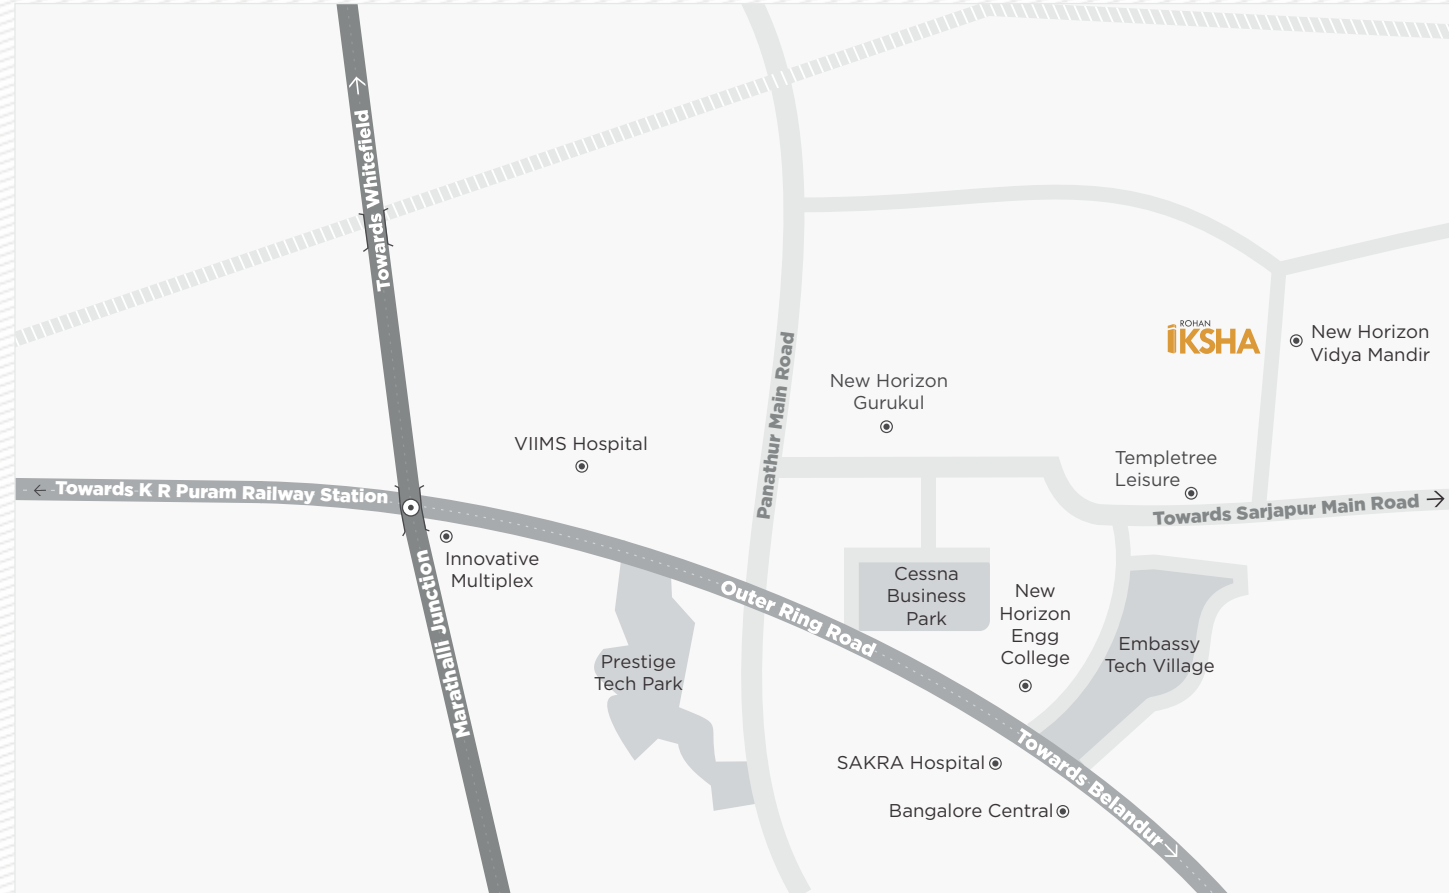 Towards Whitefield
ROHAN
IKSHA
New Horizon
Vidya Mandir
Panathur Main Road
New Horizon
Gurukul
VIIMS Hospital
Templetree
Leisure
Towards K R Puram Railway Station
Towards Sarjapur Main Road
Innovative
Multiplex
Marathalli Junction
Outer Ring Road
Cessna
Business
Park
New
Horizon
Engg
College
Embassy
Tech Village
Prestige
Tech Park
SAKRA Hospital
Towards Belandur
Bangalore Central